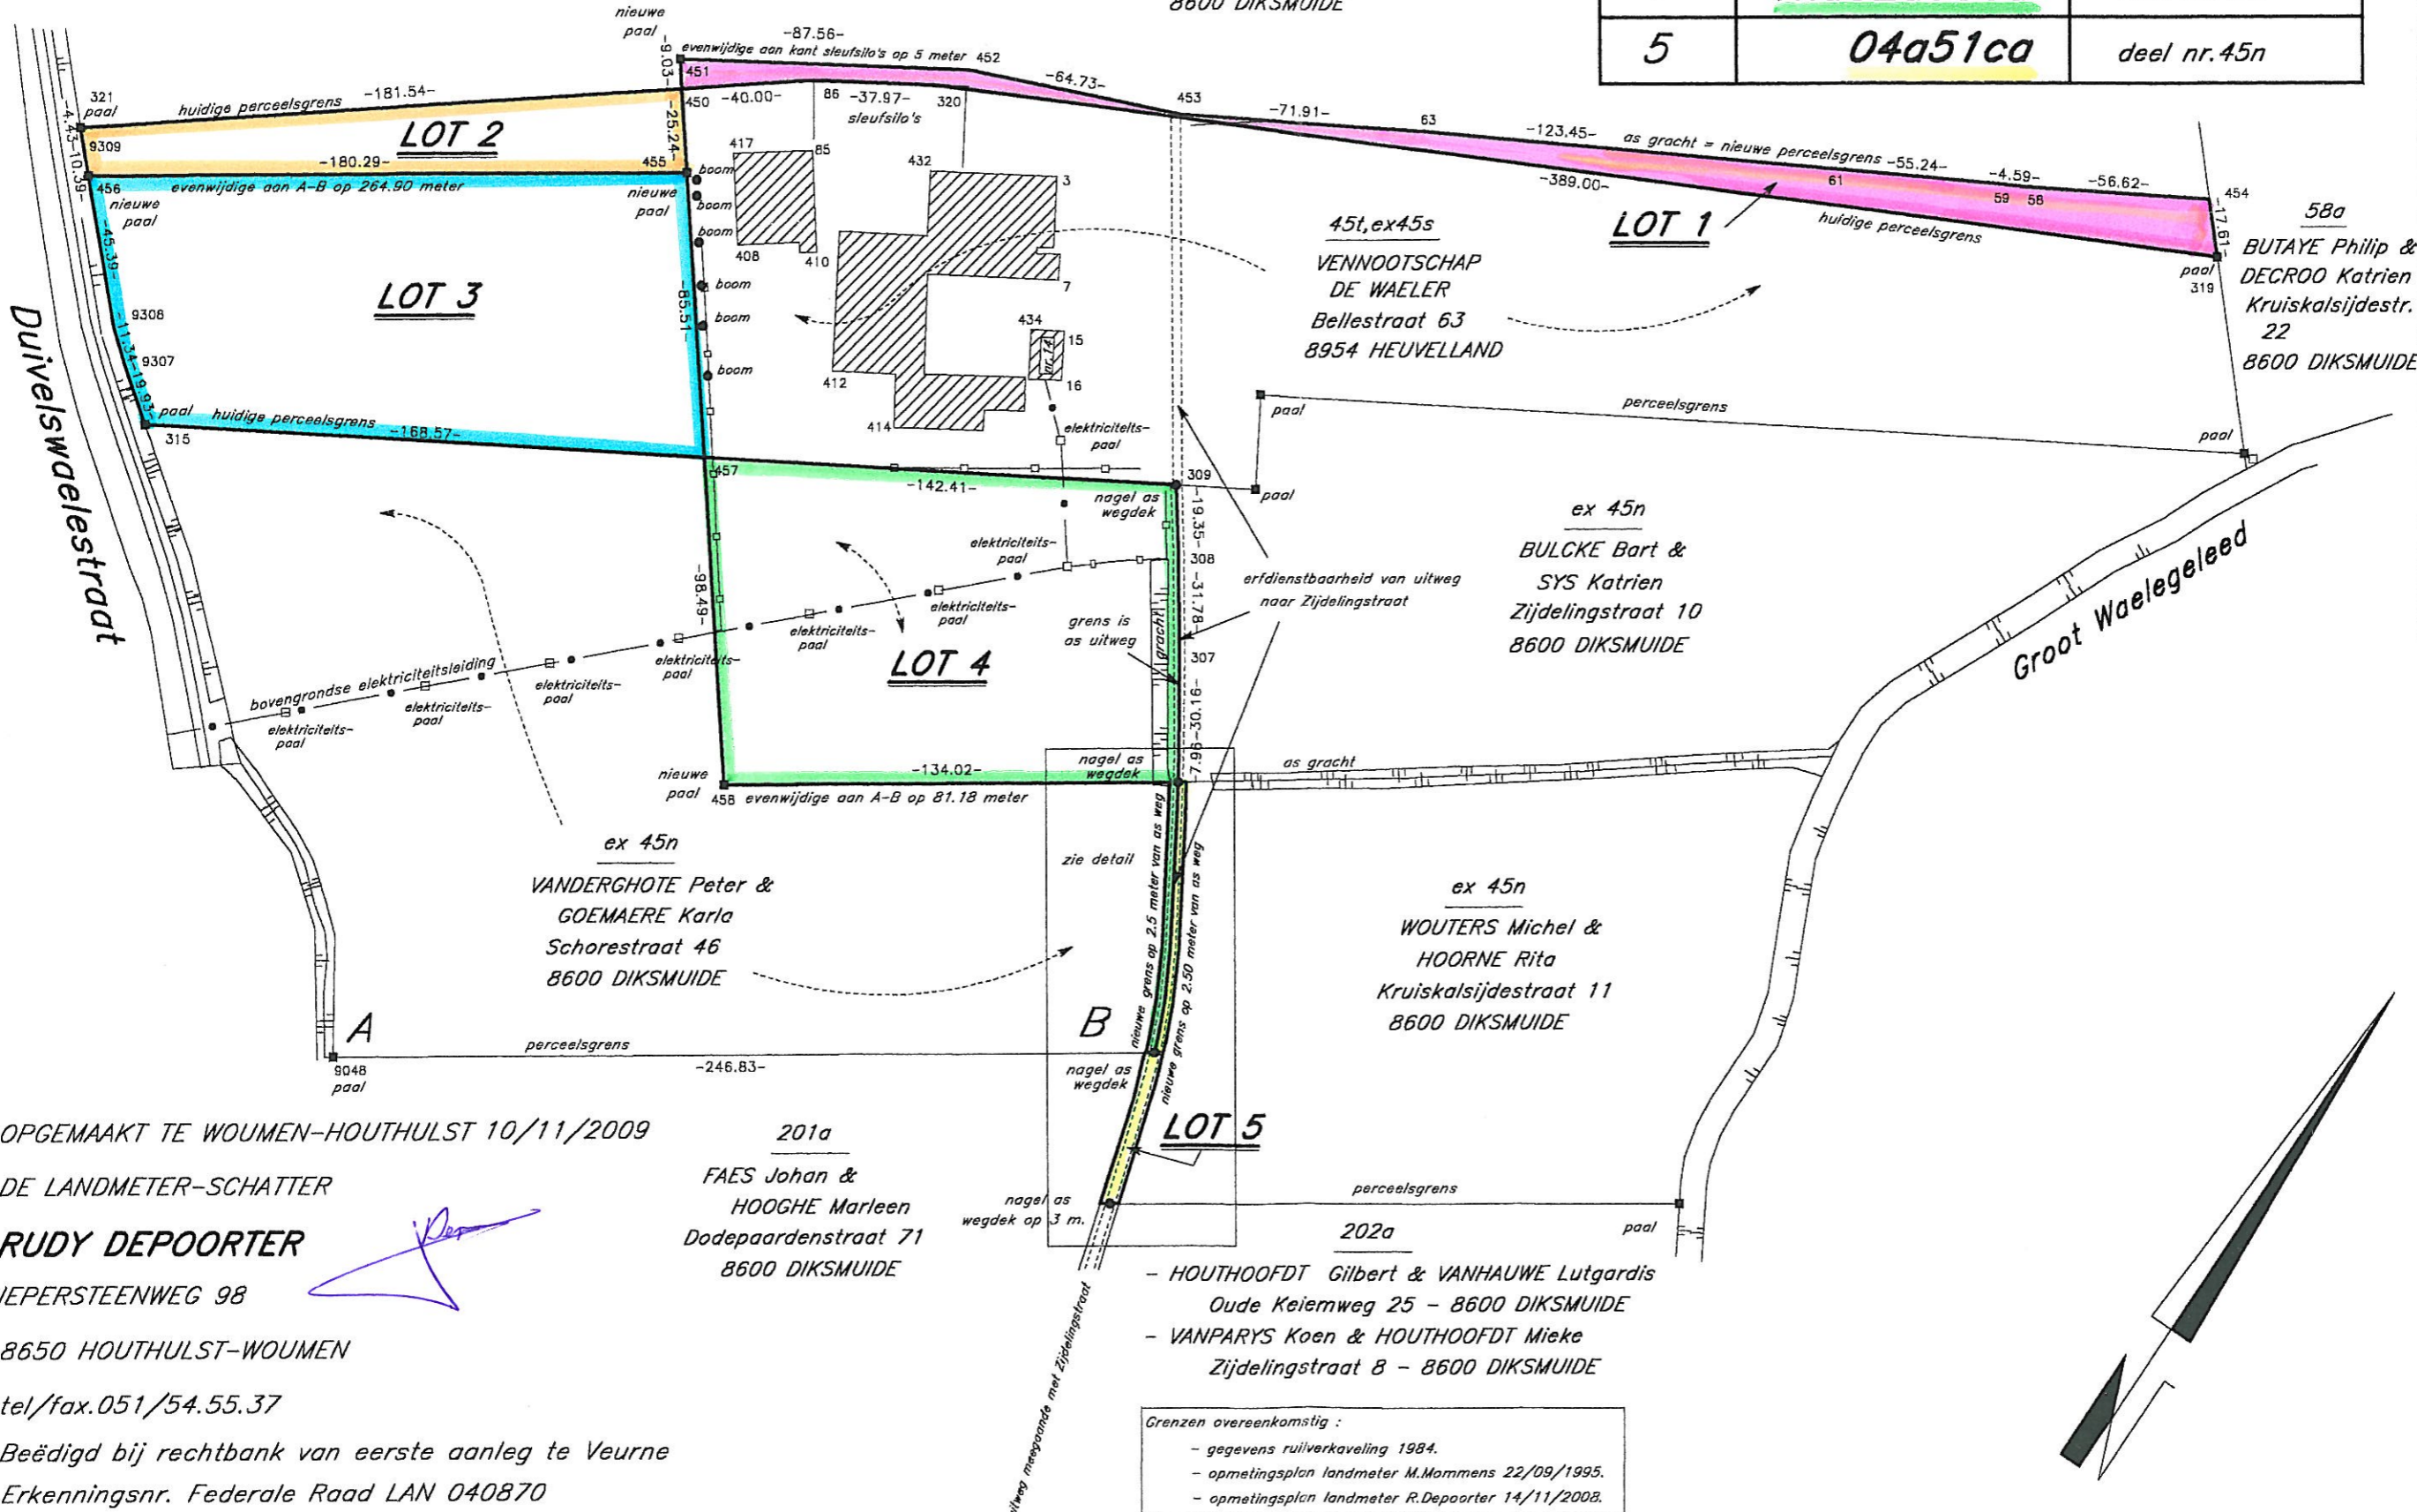 8600 DIKSMUIDE
5 04a51ca deel nr.45n
nieuwe
paal
-9.03-
-87.56-
evenwijdige aan kant sleufsilo's op 5 meter 452
451
-64.73-
453
-71.91-
63
-123.45-
as gracht = nieuwe perceelsgrens -55.24-
-4.59-
-56.62-
454
61
59 58
-17.61-
-389.00-
huidige perceelsgrens
LOT 1
paal
319
58a
BUTAYE Philip &
DECROO Katrien
Kruiskalsijdestr.
22
8600 DIKSMUIDE
321
paal
huidige perceelsgrens
-181.54-
450 -40.00-
86 -37.97- 320
sleufsilo's
-4.43-10.39-
9309
LOT 2
-25.24-
-180.29-
455
456
evenwijdige aan A-B op 264.90 meter
nieuwe
paal
nieuwe
paal
boom
boom
boom
boom
boom
boom
417
85
408
410
432
3
7
434
15
nr.14
16
412
414
45t,ex45s
VENNOOTSCHAP
DE WAELER
Bellestraat 63
8954 HEUVELLAND
LOT 3
-45.39-
9308
-11.34-19.93-
9307
-85.51-
paal huidige perceelsgrens
-168.57-
315
Duivelswaelestraat
elektriciteits-
paal
457
-142.41-
309
nagel as
wegdek
paal
paal
perceelsgrens
paal
-19.35-
308
-31.78-
307
-30.16-
7.96-
elektriciteits-
paal
erfdienstbaarheid van uitweg
naar Zijdelingstraat
grens is
as uitweg
gracht
ex 45n
BULCKE Bart &
SYS Katrien
Zijdelingstraat 10
8600 DIKSMUIDE
Groot Waelegeleed
-98.49-
LOT 4
elektriciteits-
paal
elektriciteits-
paal
elektriciteits-
paal
elektriciteits-
paal
elektriciteits-
paal
elektriciteits-
paal
bovengrondse elektriciteitsleiding
nieuwe
paal
458 evenwijdige aan A-B op 81.18 meter
-134.02-
nagel as
wegdek
as gracht
zie detail
nieuwe grens op 2.5 meter van as weg
nieuwe grens op 2.50 meter van as weg
ex 45n
VANDERGHOTE Peter &
GOEMAERE Karla
Schorestraat 46
8600 DIKSMUIDE
ex 45n
WOUTERS Michel &
HOORNE Rita
Kruiskalsijdestraat 11
8600 DIKSMUIDE
A
B
9048
paal
perceelsgrens
-246.83-
nagel as
wegdek
LOT 5
nagel as
wegdek op 3 m.
perceelsgrens
paal
OPGEMAAKT TE WOUMEN-HOUTHULST 10/11/2009
DE LANDMETER-SCHATTER
RUDY DEPOORTER
IEPERSTEENWEG 98
8650 HOUTHULST-WOUMEN
tel/fax.051/54.55.37
Beëdigd bij rechtbank van eerste aanleg te Veurne
Erkenningsnr. Federale Raad LAN 040870
201a
FAES Johan &
HOOGHE Marleen
Dodepaardenstraat 71
8600 DIKSMUIDE
202a
- HOUTHOOFDT Gilbert & VANHAUWE Lutgardis
Oude Keiemweg 25 - 8600 DIKSMUIDE
- VANPARYS Koen & HOUTHOOFDT Mieke
Zijdelingstraat 8 - 8600 DIKSMUIDE
meegaande met Zijdelingstraat
Grenzen overeenkomstig :
- gegevens ruilverkaveling 1984.
- opmetingsplan landmeter M.Mommens 22/09/1995.
- opmetingsplan landmeter R.Depoorter 14/11/2008.